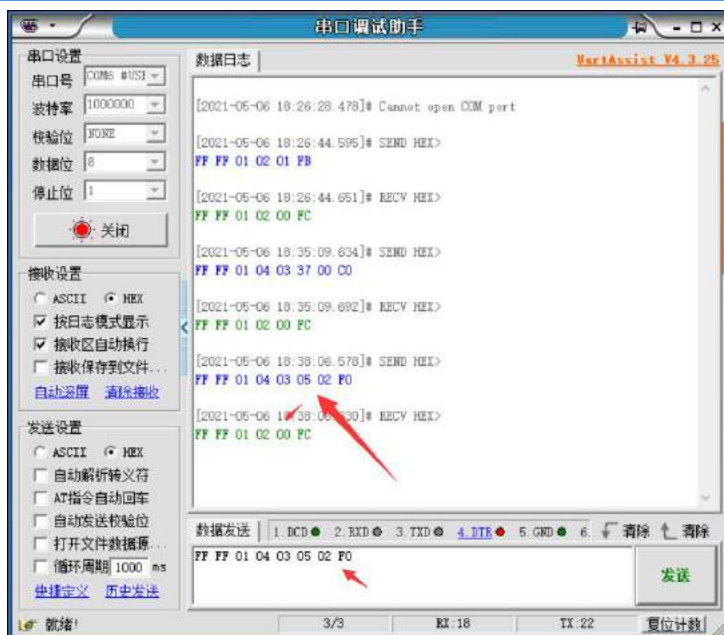 串口调试助手
串口设置
串口号 COM6 #USE
波特率 1000000
校验位 NONE
数据位 8
停止位 1
关闭
接收设置
ASCII HEX
按日志模式显示
接收区自动换行
接收保存到文件...
自动滚屏 清除接收
发送设置
ASCII HEX
自动解析转义符
AT指令自动回车
自动发送校验位
打开文件数据源...
循环周期 1000 ms
快捷定义 历史发送
数据日志
UartAssist V4.3.25
[2021-05-06 18:26:28.478]# Cannot open COM port
[2021-05-06 18:26:44.595]# SEND HEX>
FF FF 01 02 01 FB
[2021-05-06 18:26:44.651]# RECV HEX>
FF FF 01 02 00 FC
[2021-05-06 18:35:09.634]# SEND HEX>
FF FF 01 04 03 37 00 C0
[2021-05-06 18:35:09.692]# RECV HEX>
FF FF 01 02 00 FC
[2021-05-06 18:38:06.578]# SEND HEX>
FF FF 01 04 03 05 02 F0
[2021-05-06 18:38:06.630]# RECV HEX>
FF FF 01 02 00 FC
数据发送 1. DCD 2. RXD 3. TXD 4. DTR 5. GND 6. 清除 清除
FF FF 01 04 03 05 02 F0
发送
就绪! 3/3 RX:18 TX:22 复位计数